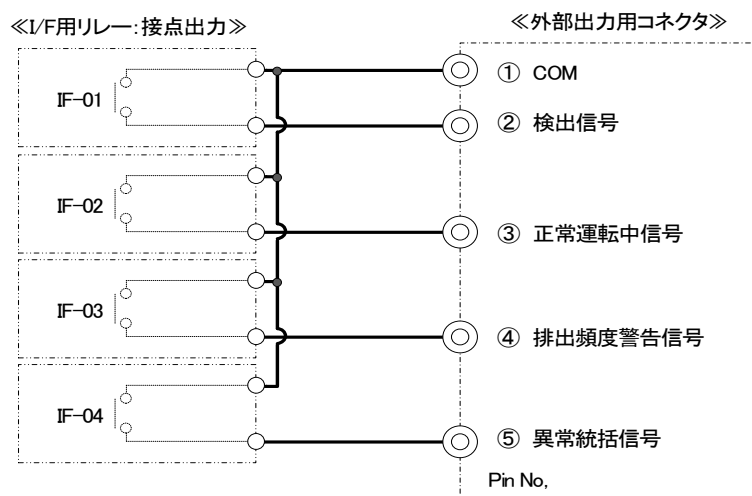 ≪I/F用リレー:接点出力≫
≪外部出力用コネクタ≫
IF-01
① COM
② 検出信号
IF-02
③ 正常運転中信号
IF-03
④ 排出頻度警告信号
IF-04
⑤ 異常統括信号
Pin No,